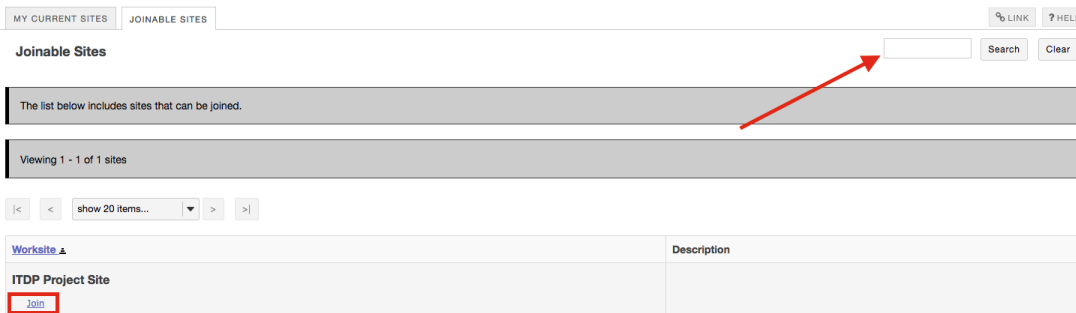 MY CURRENT SITES
JOINABLE SITES
LINK
? HELP
Joinable Sites
Search
Clear
The list below includes sites that can be joined.
Viewing 1 - 1 of 1 sites
|<
<
show 20 items...
>
>|
Worksite
Description
ITDP Project Site
Join